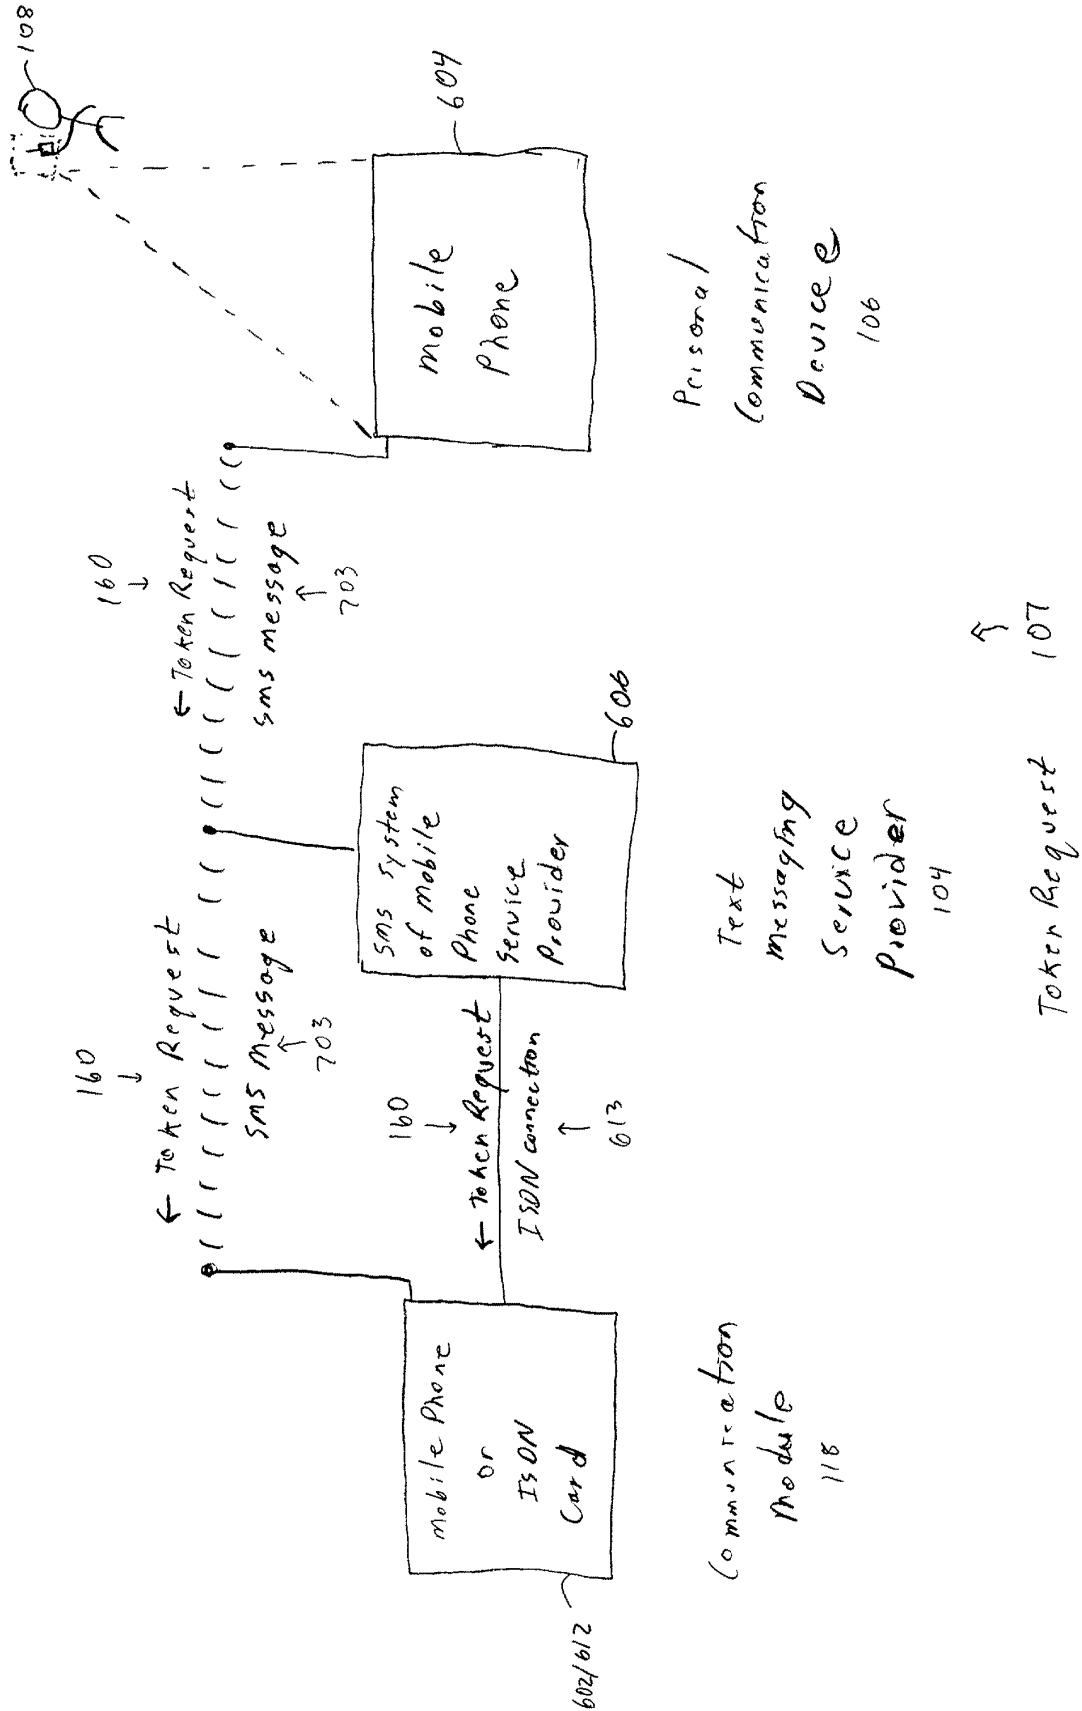 108
160
↓
← Token Request
SMS Message
↑
703
160
↓
← Token Request
SMS message
↑
703
Mobile Phone
or
ISDN
Card
602/612
160
↓
← Token Request
ISDN connection
↑
613
SMS System
of Mobile
Phone
Service
Provider
606
Mobile
Phone
604
Communication
Module
118
Text
Messaging
Service
Provider
104
Personal
Communication
Device
106
Token Request 107